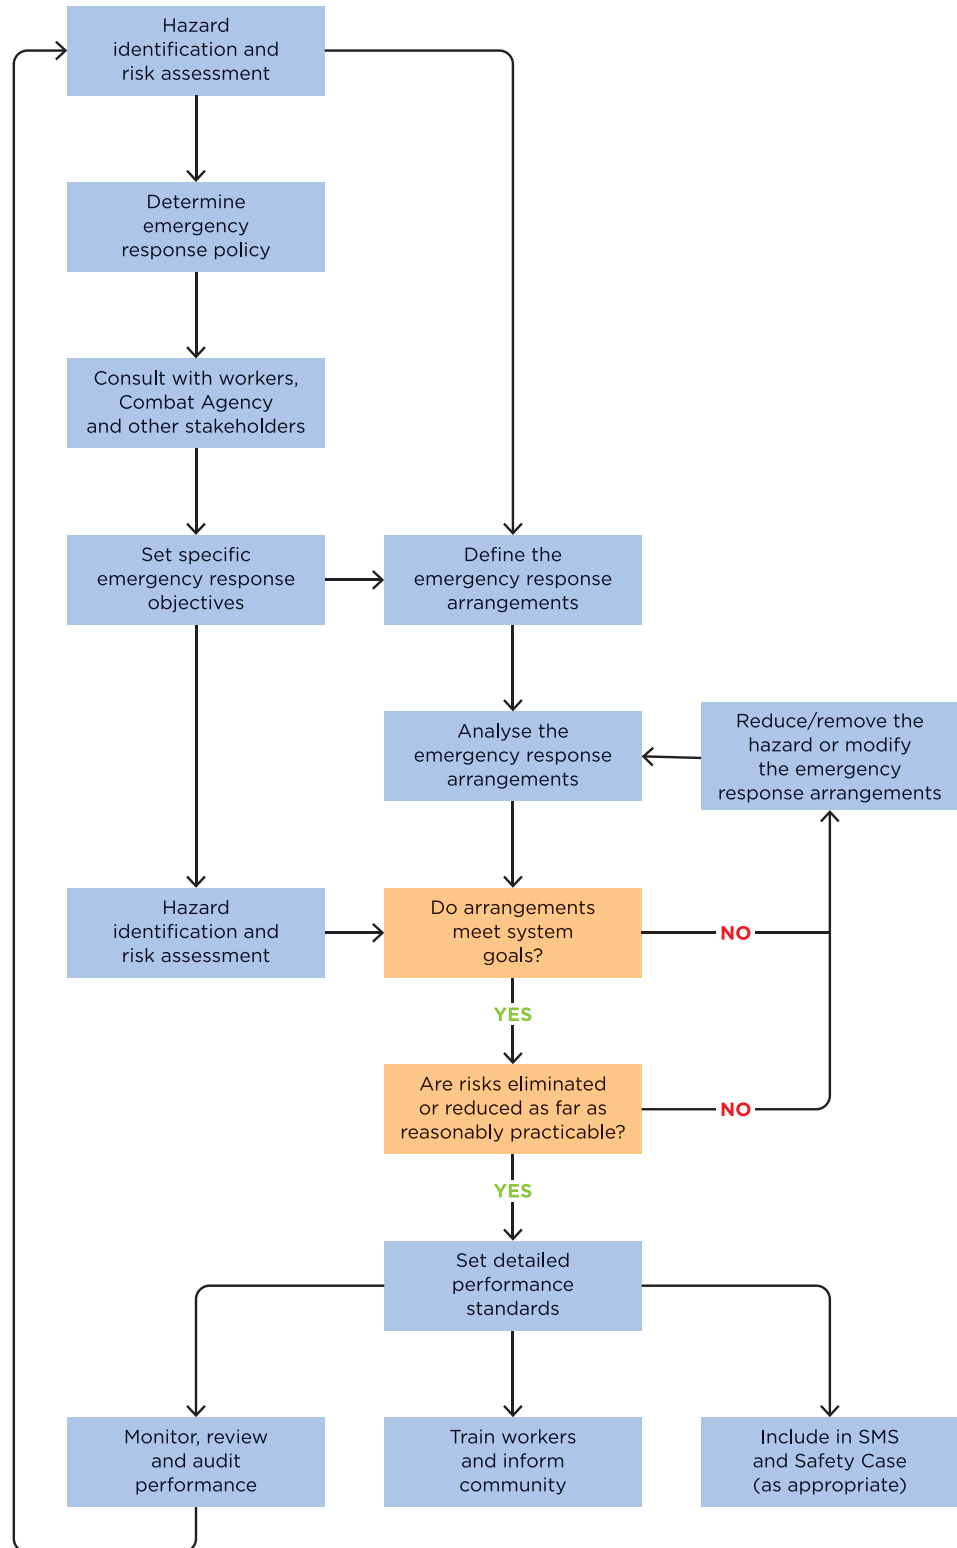 Hazard
identification and
risk assessment
Determine
emergency
response policy
Consult with workers,
Combat Agency
and other stakeholders
Set specific
emergency response
objectives
Define the
emergency response
arrangements
Analyse the
emergency response
arrangements
Reduce/remove the
hazard or modify
the emergency
response arrangements
Hazard
identification and
risk assessment
Do arrangements
meet system
goals?
NO
YES
Are risks eliminated
or reduced as far as
reasonably practicable?
NO
YES
Set detailed
performance
standards
Monitor, review
and audit
performance
Train workers
and inform
community
Include in SMS
and Safety Case
(as appropriate)